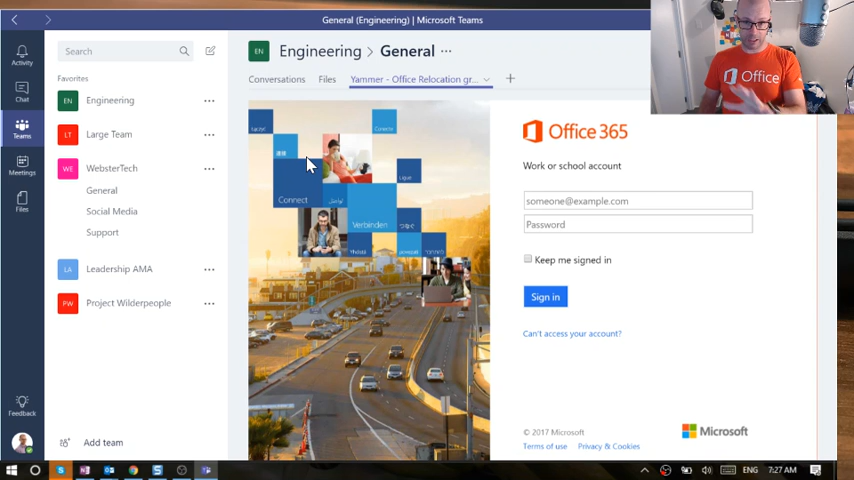 General (Engineering) | Microsoft Teams
Activity
Chat
Teams
Meetings
Files
Feedback
Search
Favorites
EN
Engineering
LT
Large Team
WE
WebsterTech
General
Social Media
Support
LA
Leadership AMA
PW
Project Wilderpeople
Add team
EN
Engineering > General
Conversations
Files
Yammer - Office Relocation gr...
Connect
Verbinden
Office
Office 365
Work or school account
someone@example.com
Password
Keep me signed in
Sign in
Can't access your account?
© 2017 Microsoft
Terms of use
Privacy & Cookies
Microsoft
ENG
7:27 AM